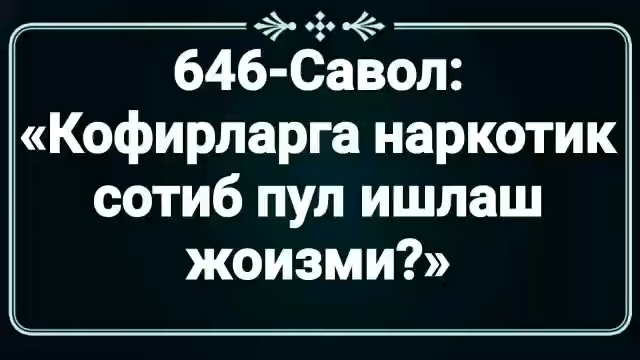 646-Савол:
«Кофирларга наркотик
сотиб пул ишлаш
жоизми?»